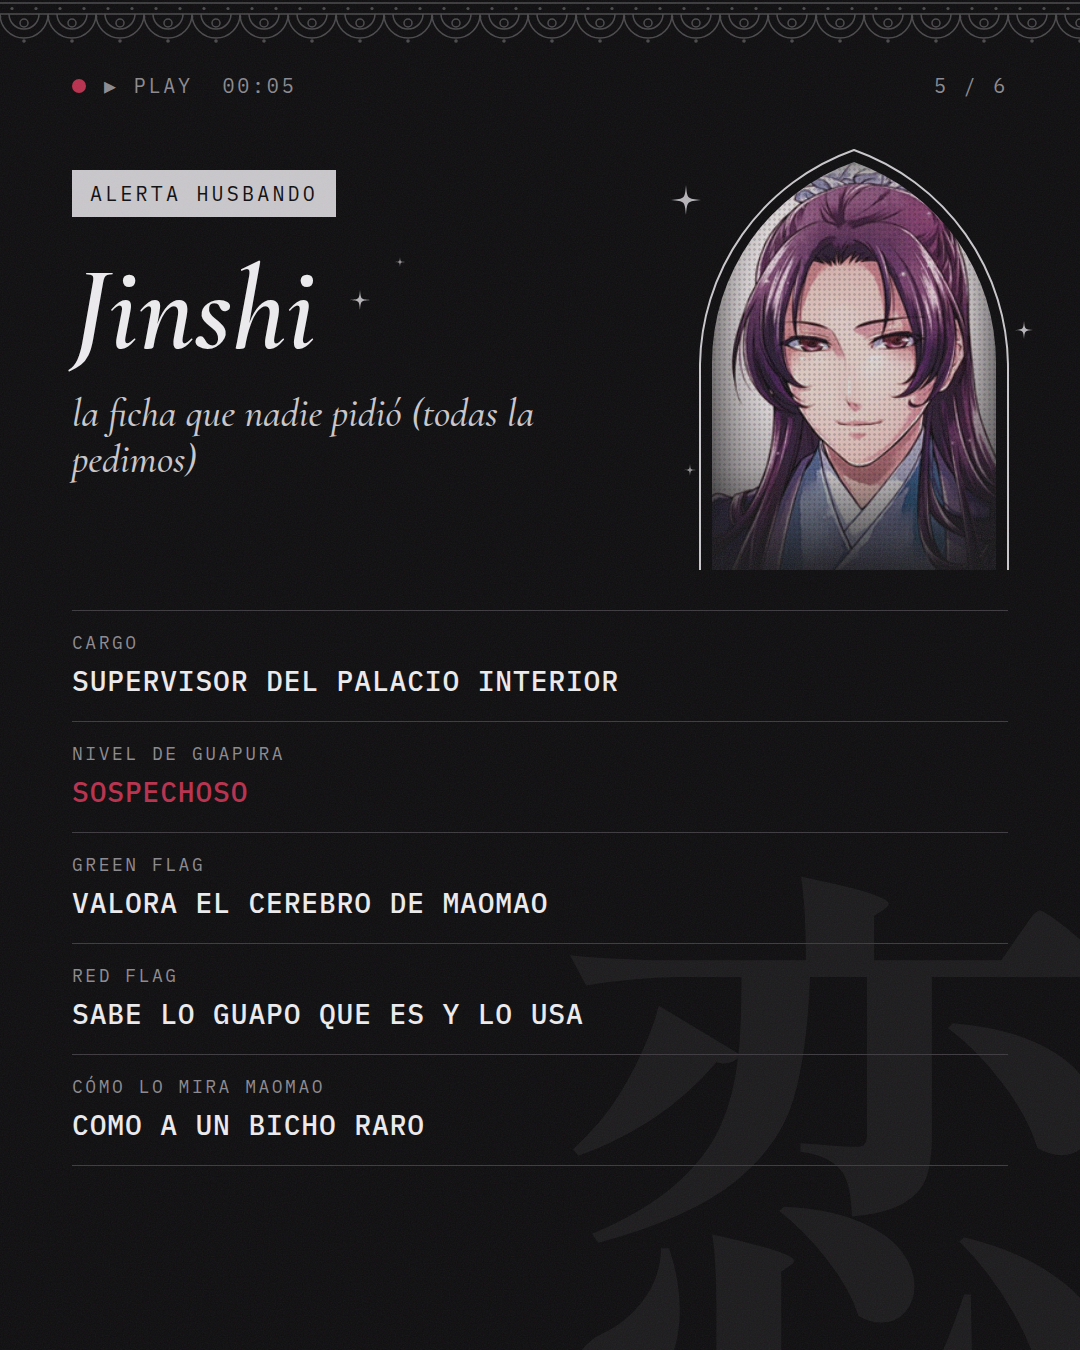 ▶ PLAY 00:05
5 / 6
ALERTA HUSBANDO
Jinshi
la ficha que nadie pidió (todas la
pedimos)
CARGO
SUPERVISOR DEL PALACIO INTERIOR
NIVEL DE GUAPURA
SOSPECHOSO
GREEN FLAG
VALORA EL CEREBRO DE MAOMAO
RED FLAG
SABE LO GUAPO QUE ES Y LO USA
CÓMO LO MIRA MAOMAO
COMO A UN BICHO RARO
恋